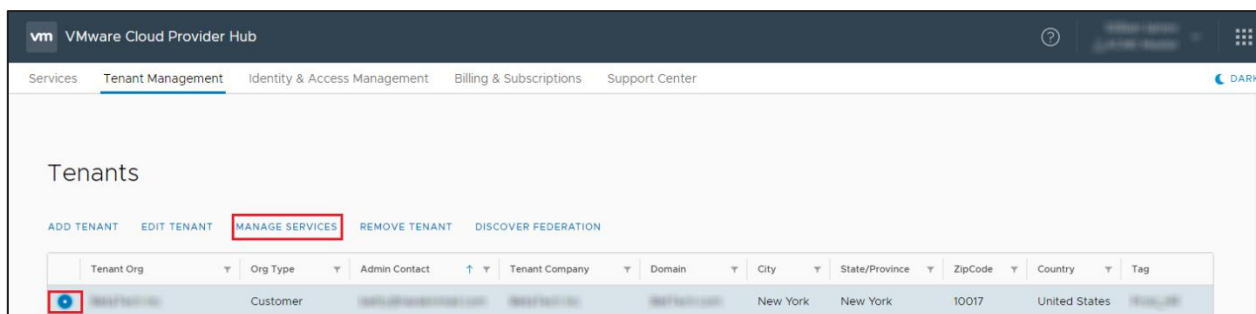 vm VMware Cloud Provider Hub
Services Tenant Management Identity & Access Management Billing & Subscriptions Support Center DARK
Tenants
ADD TENANT EDIT TENANT MANAGE SERVICES REMOVE TENANT DISCOVER FEDERATION
Tenant Org Org Type Admin Contact Tenant Company Domain City State/Province ZipCode Country Tag
Customer New York New York 10017 United States